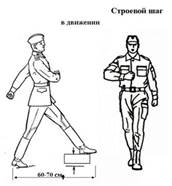 Строевой шаг
в движении
60-70 см.